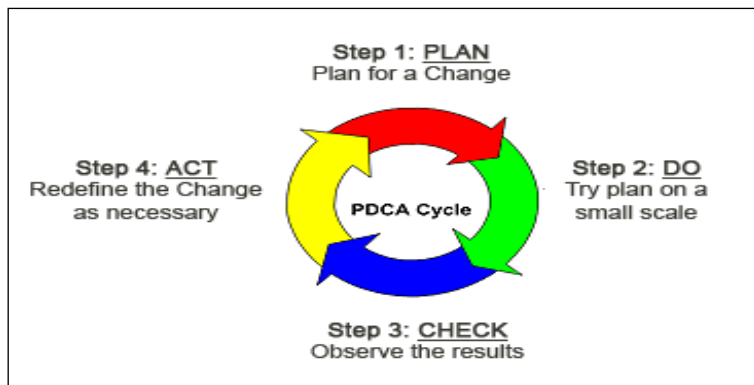 Step 1: PLAN
Plan for a Change
Step 2: DO
Try plan on a
small scale
Step 3: CHECK
Observe the results
Step 4: ACT
Redefine the Change
as necessary
PDCA Cycle